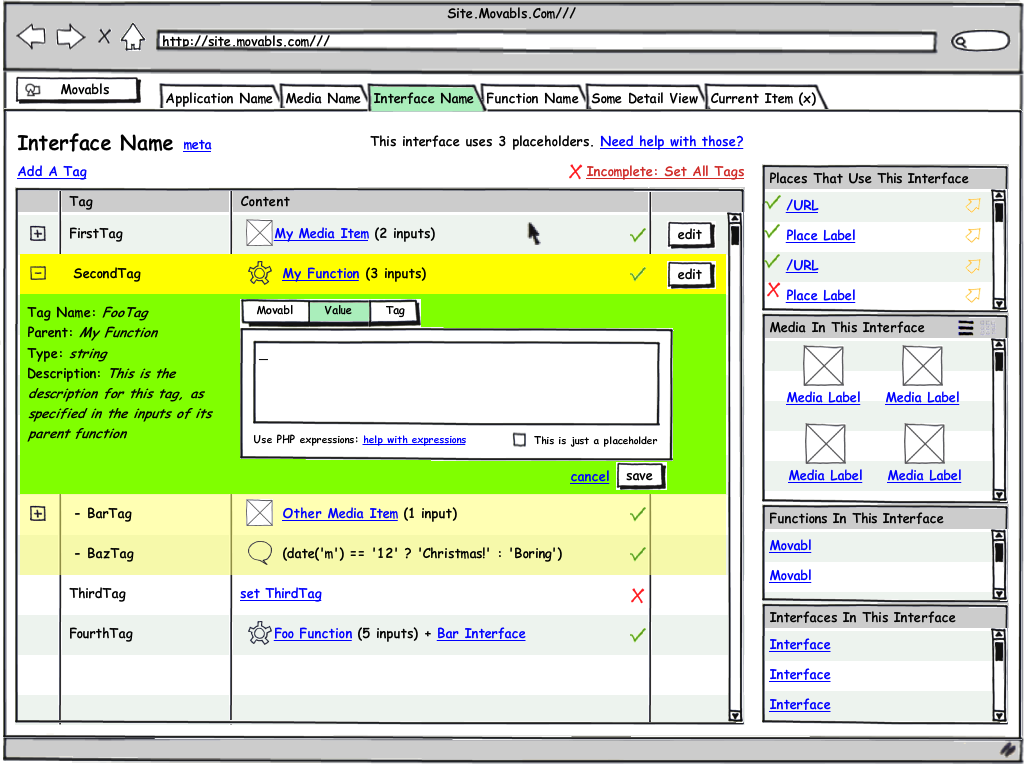 Site.Movabls.Com///
http://site.movabls.com///
Movabls
Application Name
Media Name
Interface Name
Function Name
Some Detail View
Current Item (x)
Interface Name meta
This interface uses 3 placeholders. Need help with those?
Add A Tag
X Incomplete: Set All Tags
Tag
Content
FirstTag
My Media Item (2 inputs)
edit
SecondTag
My Function (3 inputs)
edit
Tag Name: FooTag
Parent: My Function
Type: string
Description: This is the
description for this tag, as
specified in the inputs of its
parent function
Movabl
Value
Tag
_
Use PHP expressions: help with expressions
This is just a placeholder
cancel
save
- BarTag
Other Media Item (1 input)
- BazTag
(date('m') == '12' ? 'Christmas!' : 'Boring')
ThirdTag
set ThirdTag
FourthTag
Foo Function (5 inputs) + Bar Interface
Places That Use This Interface
/URL
Place Label
/URL
Place Label
Media In This Interface
Media Label
Media Label
Media Label
Media Label
Functions In This Interface
Movabl
Movabl
Interfaces In This Interface
Interface
Interface
Interface